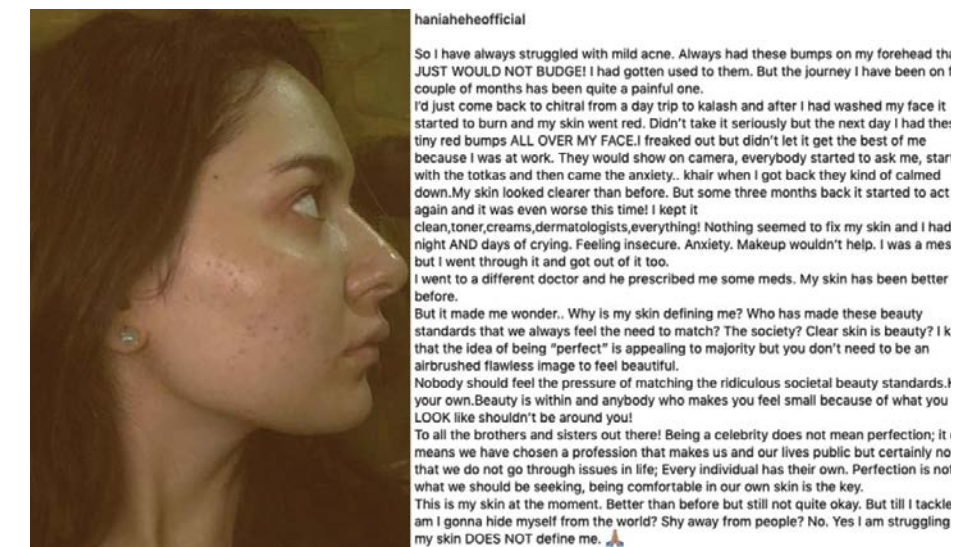 haniaheheofficial
So I have always struggled with mild acne. Always had these bumps on my forehead
JUST WOULD NOT BUDGE! I had gotten used to them. But the journey I have been on
couple of months has been quite a painful one.
I'd just come back to chitral from a day trip to kalash and after I had washed my face it
started to burn and my skin went red. Didn't take it seriously but the next day I had
tiny red bumps ALL OVER MY FACE.I freaked out but didn't let it get the best of me
because I was at work. They would show on camera, everybody started to ask me,
with the totkas and then came the anxiety.. khair when I got back they kind of calmed
down.My skin looked clearer than before. But some three months back it started to act
again and it was even worse this time! I kept it
clean,toner,creams,dermatologists,everything! Nothing seemed to fix my skin and I had
night AND days of crying. Feeling insecure. Anxiety. Makeup wouldn't help. I was a
but I went through it and got out of it too.
I went to a different doctor and he prescribed me some meds. My skin has been better
before.
But it made me wonder.. Why is my skin defining me? Who has made these beauty
standards that we always feel the need to match? The society? Clear skin is beauty? I
that the idea of being “perfect” is appealing to majority but you don't need to be an
airbrushed flawless image to feel beautiful.
Nobody should feel the pressure of matching the ridiculous societal beauty standards.
your own.Beauty is within and anybody who makes you feel small because of what you
LOOK like shouldn't be around you!
To all the brothers and sisters out there! Being a celebrity does not mean perfection; it
means we have chosen a profession that makes us and our lives public but certainly
that we do not go through issues in life; Every individual has their own. Perfection is
what we should be seeking, being comfortable in our own skin is the key.
This is my skin at the moment. Better than before but still not quite okay. But till I
am I gonna hide myself from the world? Shy away from people? No. Yes I am struggling
my skin DOES NOT define me. 🙏🏽